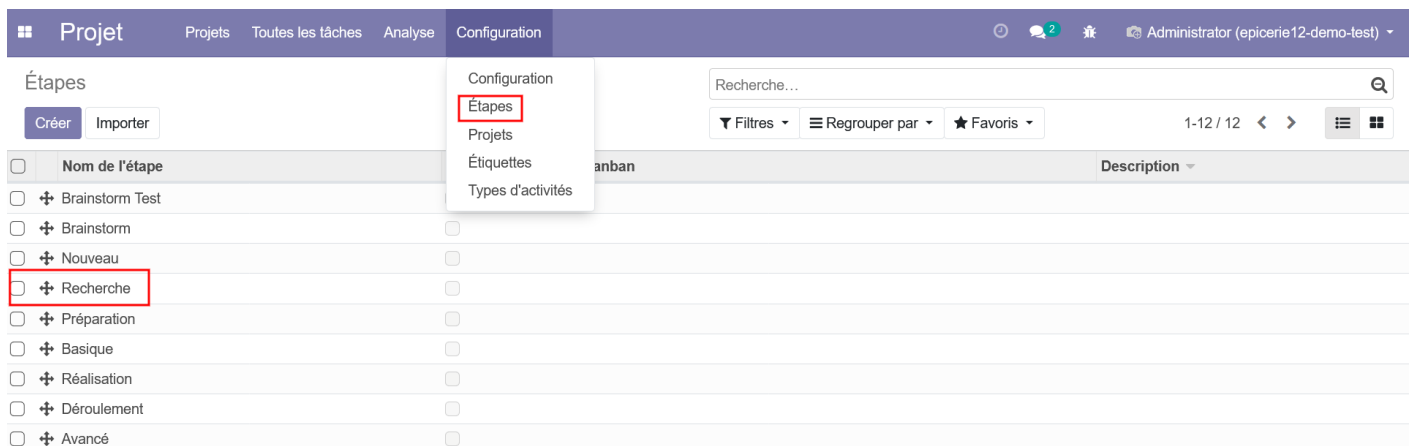 Projet Projets Toutes les tâches Analyse Configuration 2 Administrator (epicerie12-demo-test)
Étapes
Recherche...
Créer Importer
Filtres Regrouper par Favoris 1-12 / 12
Configuration
Étapes
Projets
Étiquettes
Types d'activités
Nom de l'étape anban Description
Brainstorm Test
Brainstorm
Nouveau
Recherche
Préparation
Basique
Réalisation
Déroulement
Avancé